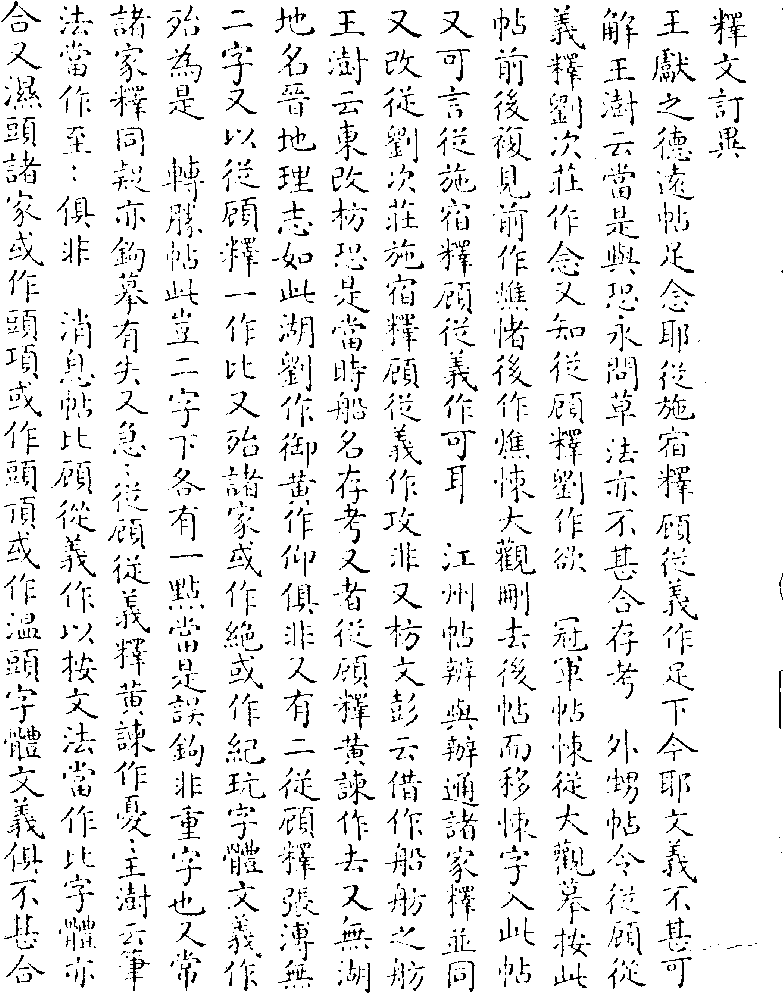 釋文訂異
王獻之德遠帖足念耶從施宿釋顧從義作足下今耶文義不甚可
解王澍云當是與恐永問草法亦不甚合存考　外甥帖今從顧從
義釋劉次莊作念又知從顧釋劉作欲　冠軍帖悚從大觀摹按此
帖前後複見前作憔悴後作憔悚大觀刪去後帖而移悚字入此帖
又可言從施宿釋顧從義作可耳　江州帖辦與辨通諸家釋並同
又改從劉次莊施宿釋顧從義作攻非又枋文彭云借作船舫之舫
王澍云東改枋恐是當時船名存考又者從顧釋黄諫作去又無湖
地名晉地理志如此湖劉作御黄作仰俱非又有二從顧釋張溥無
二字又以從顧釋一作比又殆諸家或作絶或作紀玩字體文義作
殆為是　轉勝帖此豈二字下各有一點當是誤鈎非重字也又常
諸家釋同疑亦鈎摹有失又急〻從顧從義釋黄諫作憂〻王澍云筆
法當作至〻俱非　消息帖比顧從義作以按文法當作比字體亦
合又濕頭諸家或作頭項或作頭頂或作温頭字體文義俱不甚合